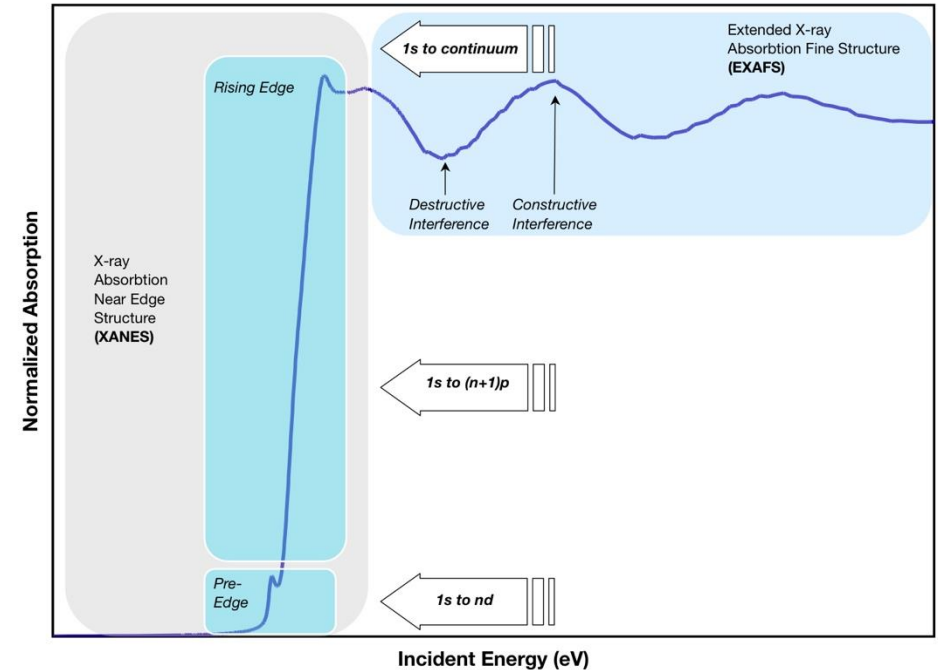 1s to continuum
Extended X-ray
Absorbtion Fine Structure
(EXAFS)
Rising Edge
Destructive
Interference
Constructive
Interference
X-ray
Absorbtion
Near Edge
Structure
(XANES)
Normalized Absorption
1s to (n+1)p
Pre-
Edge
1s to nd
Incident Energy (eV)